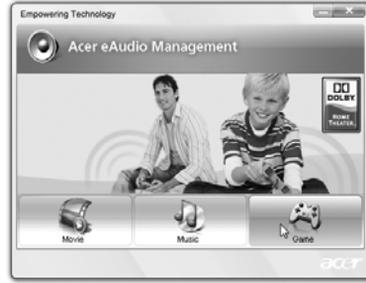 Empowering Technology
Acer eAudio Management
DOLBY
HOME
THEATER
Movie
Music
Game
acer